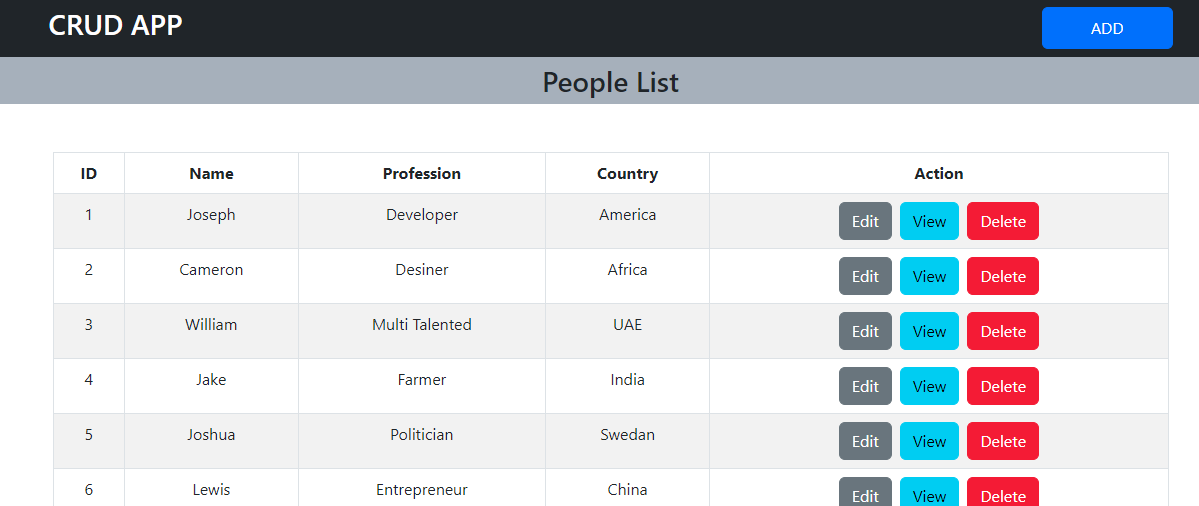 CRUD APP ADD
People List
ID Name Profession Country Action
1 Joseph Developer America Edit View Delete
2 Cameron Desiner Africa Edit View Delete
3 William Multi Talented UAE Edit View Delete
4 Jake Farmer India Edit View Delete
5 Joshua Politician Swedan Edit View Delete
6 Lewis Entrepreneur China Edit View Delete